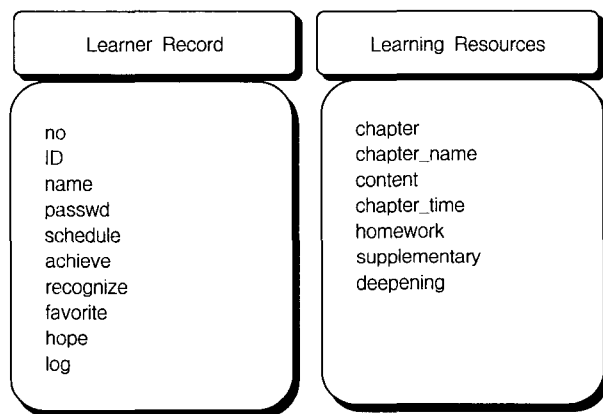 Learner Record
no
ID
name
passwd
schedule
achieve
recognize
favorite
hope
log
Learning Resources
chapter
chapter_name
content
chapter_time
homework
supplementary
deepening